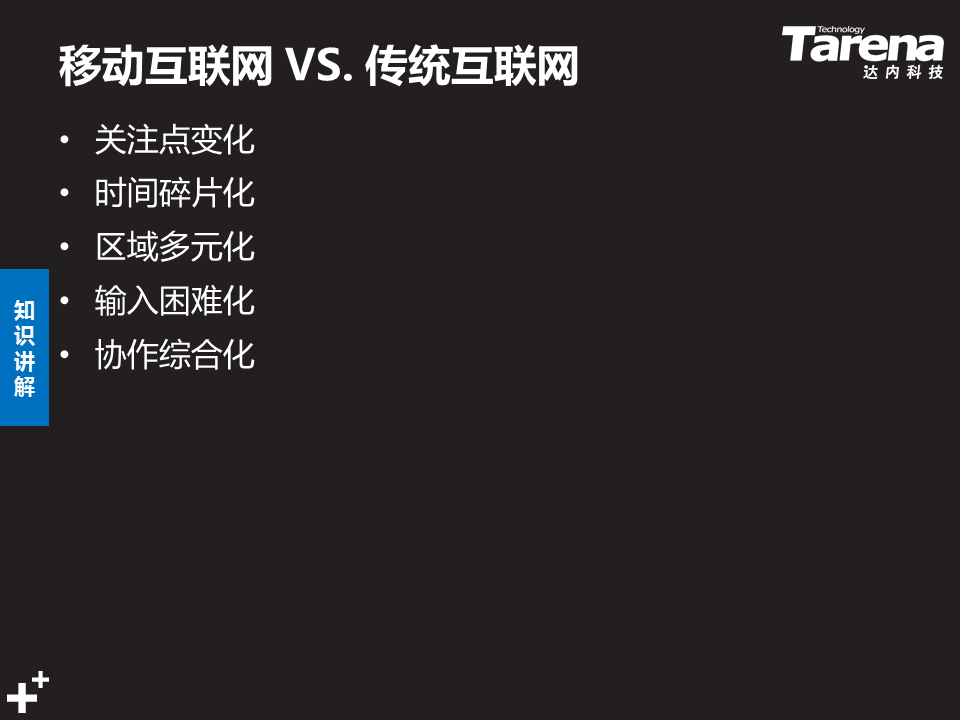 移动互联网 VS. 传统互联网
Technology
Tarena
达内科技
• 关注点变化
• 时间碎片化
• 区域多元化
• 输入困难化
• 协作综合化
知
识
讲
解